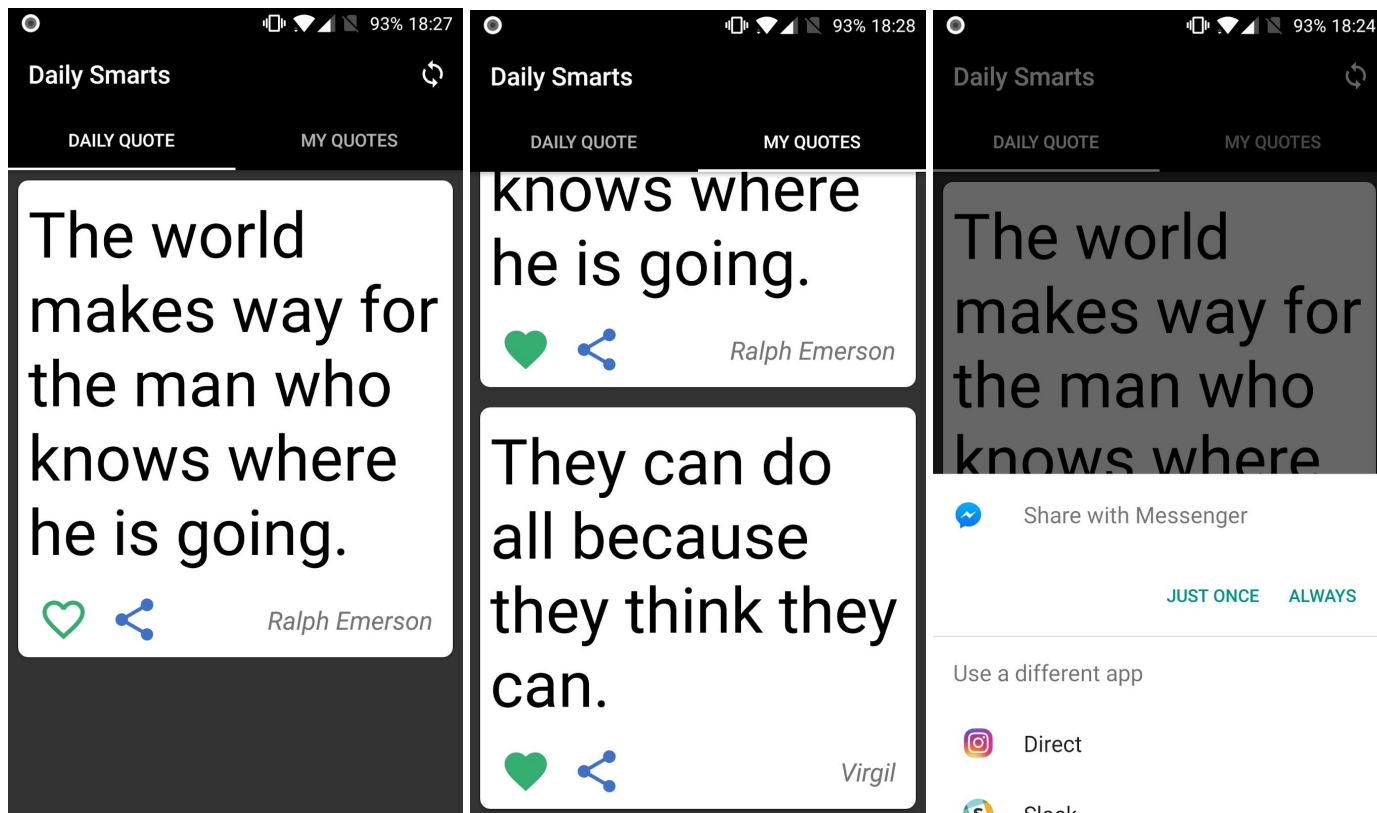 93% 18:27
Daily Smarts
DAILY QUOTE MY QUOTES
The world
makes way for
the man who
knows where
he is going.
Ralph Emerson
93% 18:28
Daily Smarts
DAILY QUOTE MY QUOTES
knows where
he is going.
Ralph Emerson
They can do
all because
they think they
can.
Virgil
93% 18:24
Daily Smarts
DAILY QUOTE MY QUOTES
The world
makes way for
the man who
knows where
Share with Messenger
JUST ONCE ALWAYS
Use a different app
Direct
Slack